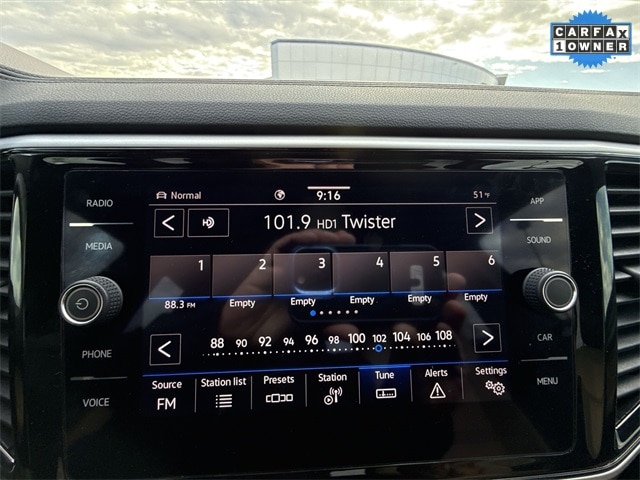 CARFAX
1 OWNER
RADIO
MEDIA
PHONE
VOICE
APP
SOUND
CAR
MENU
Normal
9:16
51°F
101.9 HD1 Twister
1 2 3 4 5 6
88.3 FM Empty Empty Empty Empty Empty
88 90 92 94 96 98 100 102 104 106 108
Source Station list Presets Station Tune Alerts Settings
FM